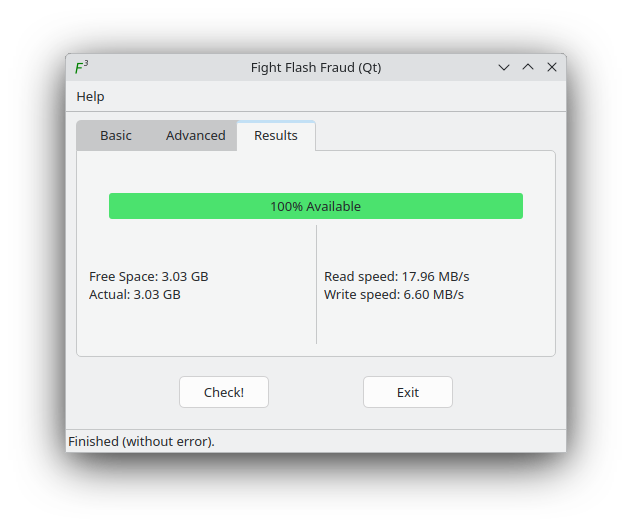 F³ Fight Flash Fraud (Qt)
Help
Basic Advanced Results
100% Available
Free Space: 3.03 GB
Actual: 3.03 GB
Read speed: 17.96 MB/s
Write speed: 6.60 MB/s
Check! Exit
Finished (without error).